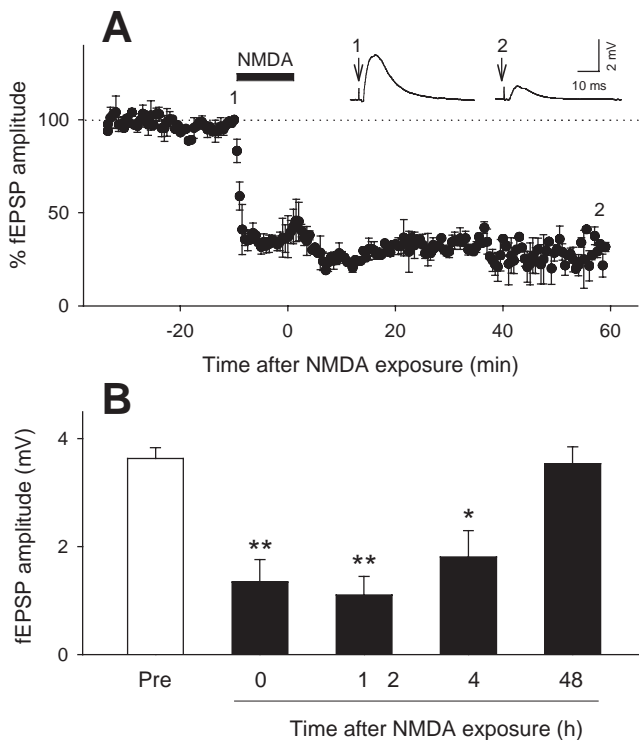 A
NMDA
1
2
2 mV
10 ms
1
100
50
0
2
% fEPSP amplitude
-20 0 20 40 60
Time after NMDA exposure (min)
B
4
2
0
fEPSP amplitude (mV)
** ** *
Pre 0 1 2 4 48
Time after NMDA exposure (h)